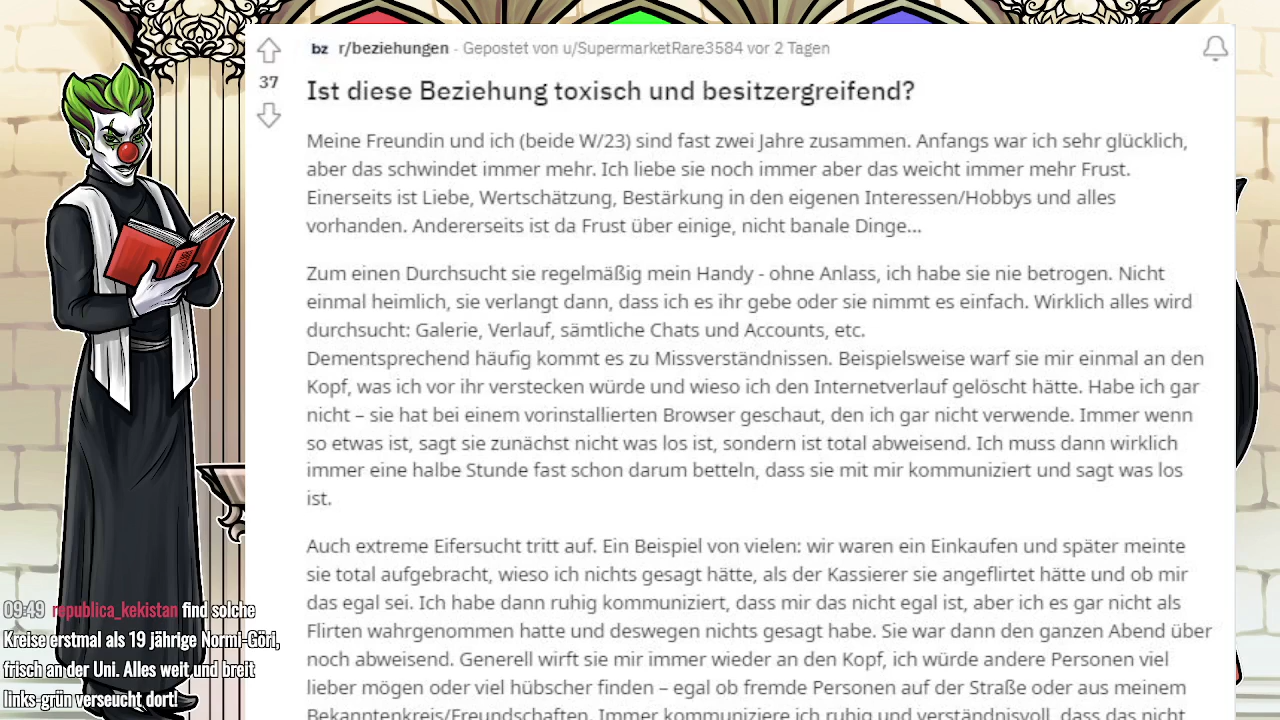 bz r/beziehungen · Gepostet von u/SupermarketRare3584 vor 2 Tagen
37
Ist diese Beziehung toxisch und besitzergreifend?
Meine Freundin und ich (beide W/23) sind fast zwei Jahre zusammen. Anfangs war ich sehr glücklich,
aber das schwindet immer mehr. Ich liebe sie noch immer aber das weicht immer mehr Frust.
Einerseits ist Liebe, Wertschätzung, Bestärkung in den eigenen Interessen/Hobbys und alles
vorhanden. Andererseits ist da Frust über einige, nicht banale Dinge...
Zum einen Durchsucht sie regelmäßig mein Handy - ohne Anlass, ich habe sie nie betrogen. Nicht
einmal heimlich, sie verlangt dann, dass ich es ihr gebe oder sie nimmt es einfach. Wirklich alles wird
durchsucht: Galerie, Verlauf, sämtliche Chats und Accounts, etc.
Dementsprechend häufig kommt es zu Missverständnissen. Beispielsweise warf sie mir einmal an den
Kopf, was ich vor ihr verstecken würde und wieso ich den Internetverlauf gelöscht hätte. Habe ich gar
nicht – sie hat bei einem vorinstallierten Browser geschaut, den ich gar nicht verwende. Immer wenn
so etwas ist, sagt sie zunächst nicht was los ist, sondern ist total abweisend. Ich muss dann wirklich
immer eine halbe Stunde fast schon darum betteln, dass sie mit mir kommuniziert und sagt was los
ist.
Auch extreme Eifersucht tritt auf. Ein Beispiel von vielen: wir waren ein Einkaufen und später meinte
sie total aufgebracht, wieso ich nichts gesagt hätte, als der Kassierer sie angeflirtet hätte und ob mir
das egal sei. Ich habe dann ruhig kommuniziert, dass mir das nicht egal ist, aber ich es gar nicht als
Flirten wahrgenommen hatte und deswegen nichts gesagt habe. Sie war dann den ganzen Abend über
noch abweisend. Generell wirft sie mir immer wieder an den Kopf, ich würde andere Personen viel
lieber mögen oder viel hübscher finden – egal ob fremde Personen auf der Straße oder aus meinem
Bekanntenkreis/Freundschaften. Immer kommuniziere ich ruhig und verständnisvoll, dass das nicht
09:49 republica_kekistan find solche
Kreise erstmal als 19 jährige Normi-Görl,
frisch an der Uni. Alles weit und breit
links-grün verseucht dort!